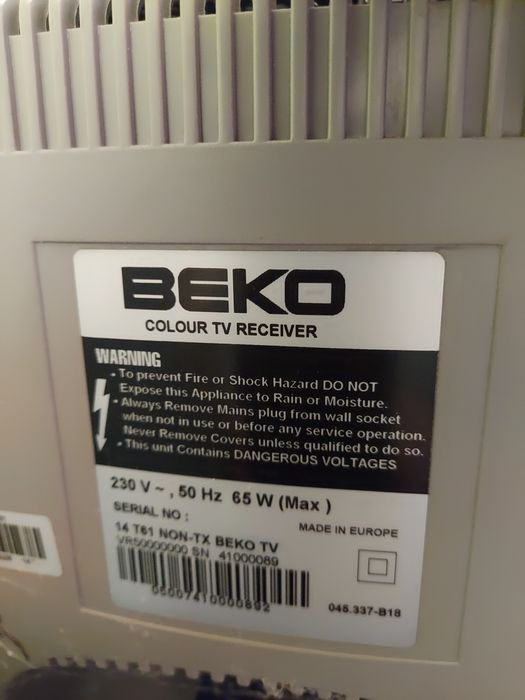 BEKO
COLOUR TV RECEIVER
WARNING
• To prevent Fire or Shock Hazard DO NOT
Expose this Appliance to Rain or Moisture.
• Always Remove Mains plug from wall socket
when not in use or before any service operation.
Never Remove Covers unless qualified to do so.
• This unit Contains DANGEROUS VOLTAGES
230 V ~ , 50 Hz 65 W (Max )
SERIAL NO :
MADE IN EUROPE
14 T61 NON-TX BEKO TV
VR50000000 SN 41000089
05007410000892
045.337-B18